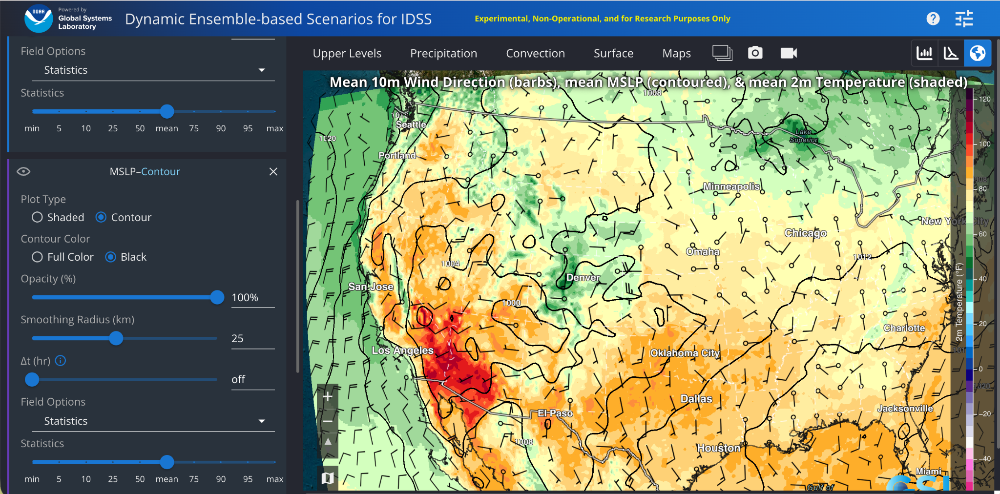 NOAA
Powered by
Global Systems
Laboratory
Dynamic Ensemble-based Scenarios for IDSS
Experimental, Non-Operational, and for Research Purposes Only
?
Field Options
Statistics
Statistics
min 5 10 25 50 mean 75 90 95 max
MSLP–Contour
Plot Type
Shaded Contour
Contour Color
Full Color Black
Opacity (%)
100%
Smoothing Radius (km)
25
Δt (hr)
off
Field Options
Statistics
Statistics
min 5 10 25 50 mean 75 90 95 max
Upper Levels Precipitation Convection Surface Maps
Mean 10m Wind Direction (barbs), mean MSLP (contoured), & mean 2m Temperature (shaded)
1008
120
Seattle
Lake
Superior
1020
100
Portland
Minneapolis
80
New York City
Chicago
60
Omaha
1012
1004
Denver
40
San Jose
1000
20
Charlotte
2m Temperature (°F)
Los Angeles
Oklahoma City
0
1020
Dallas
Jacksonville
El Paso
−20
1008
Houston
−40
Miami
GSL
Gulf of
+
−